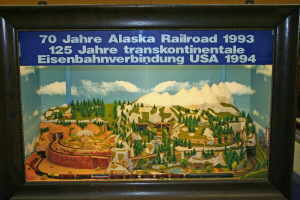 70 Jahre Alaska Railroad 1993
125 Jahre transkontinentale
Eisenbahnverbindung USA 1994